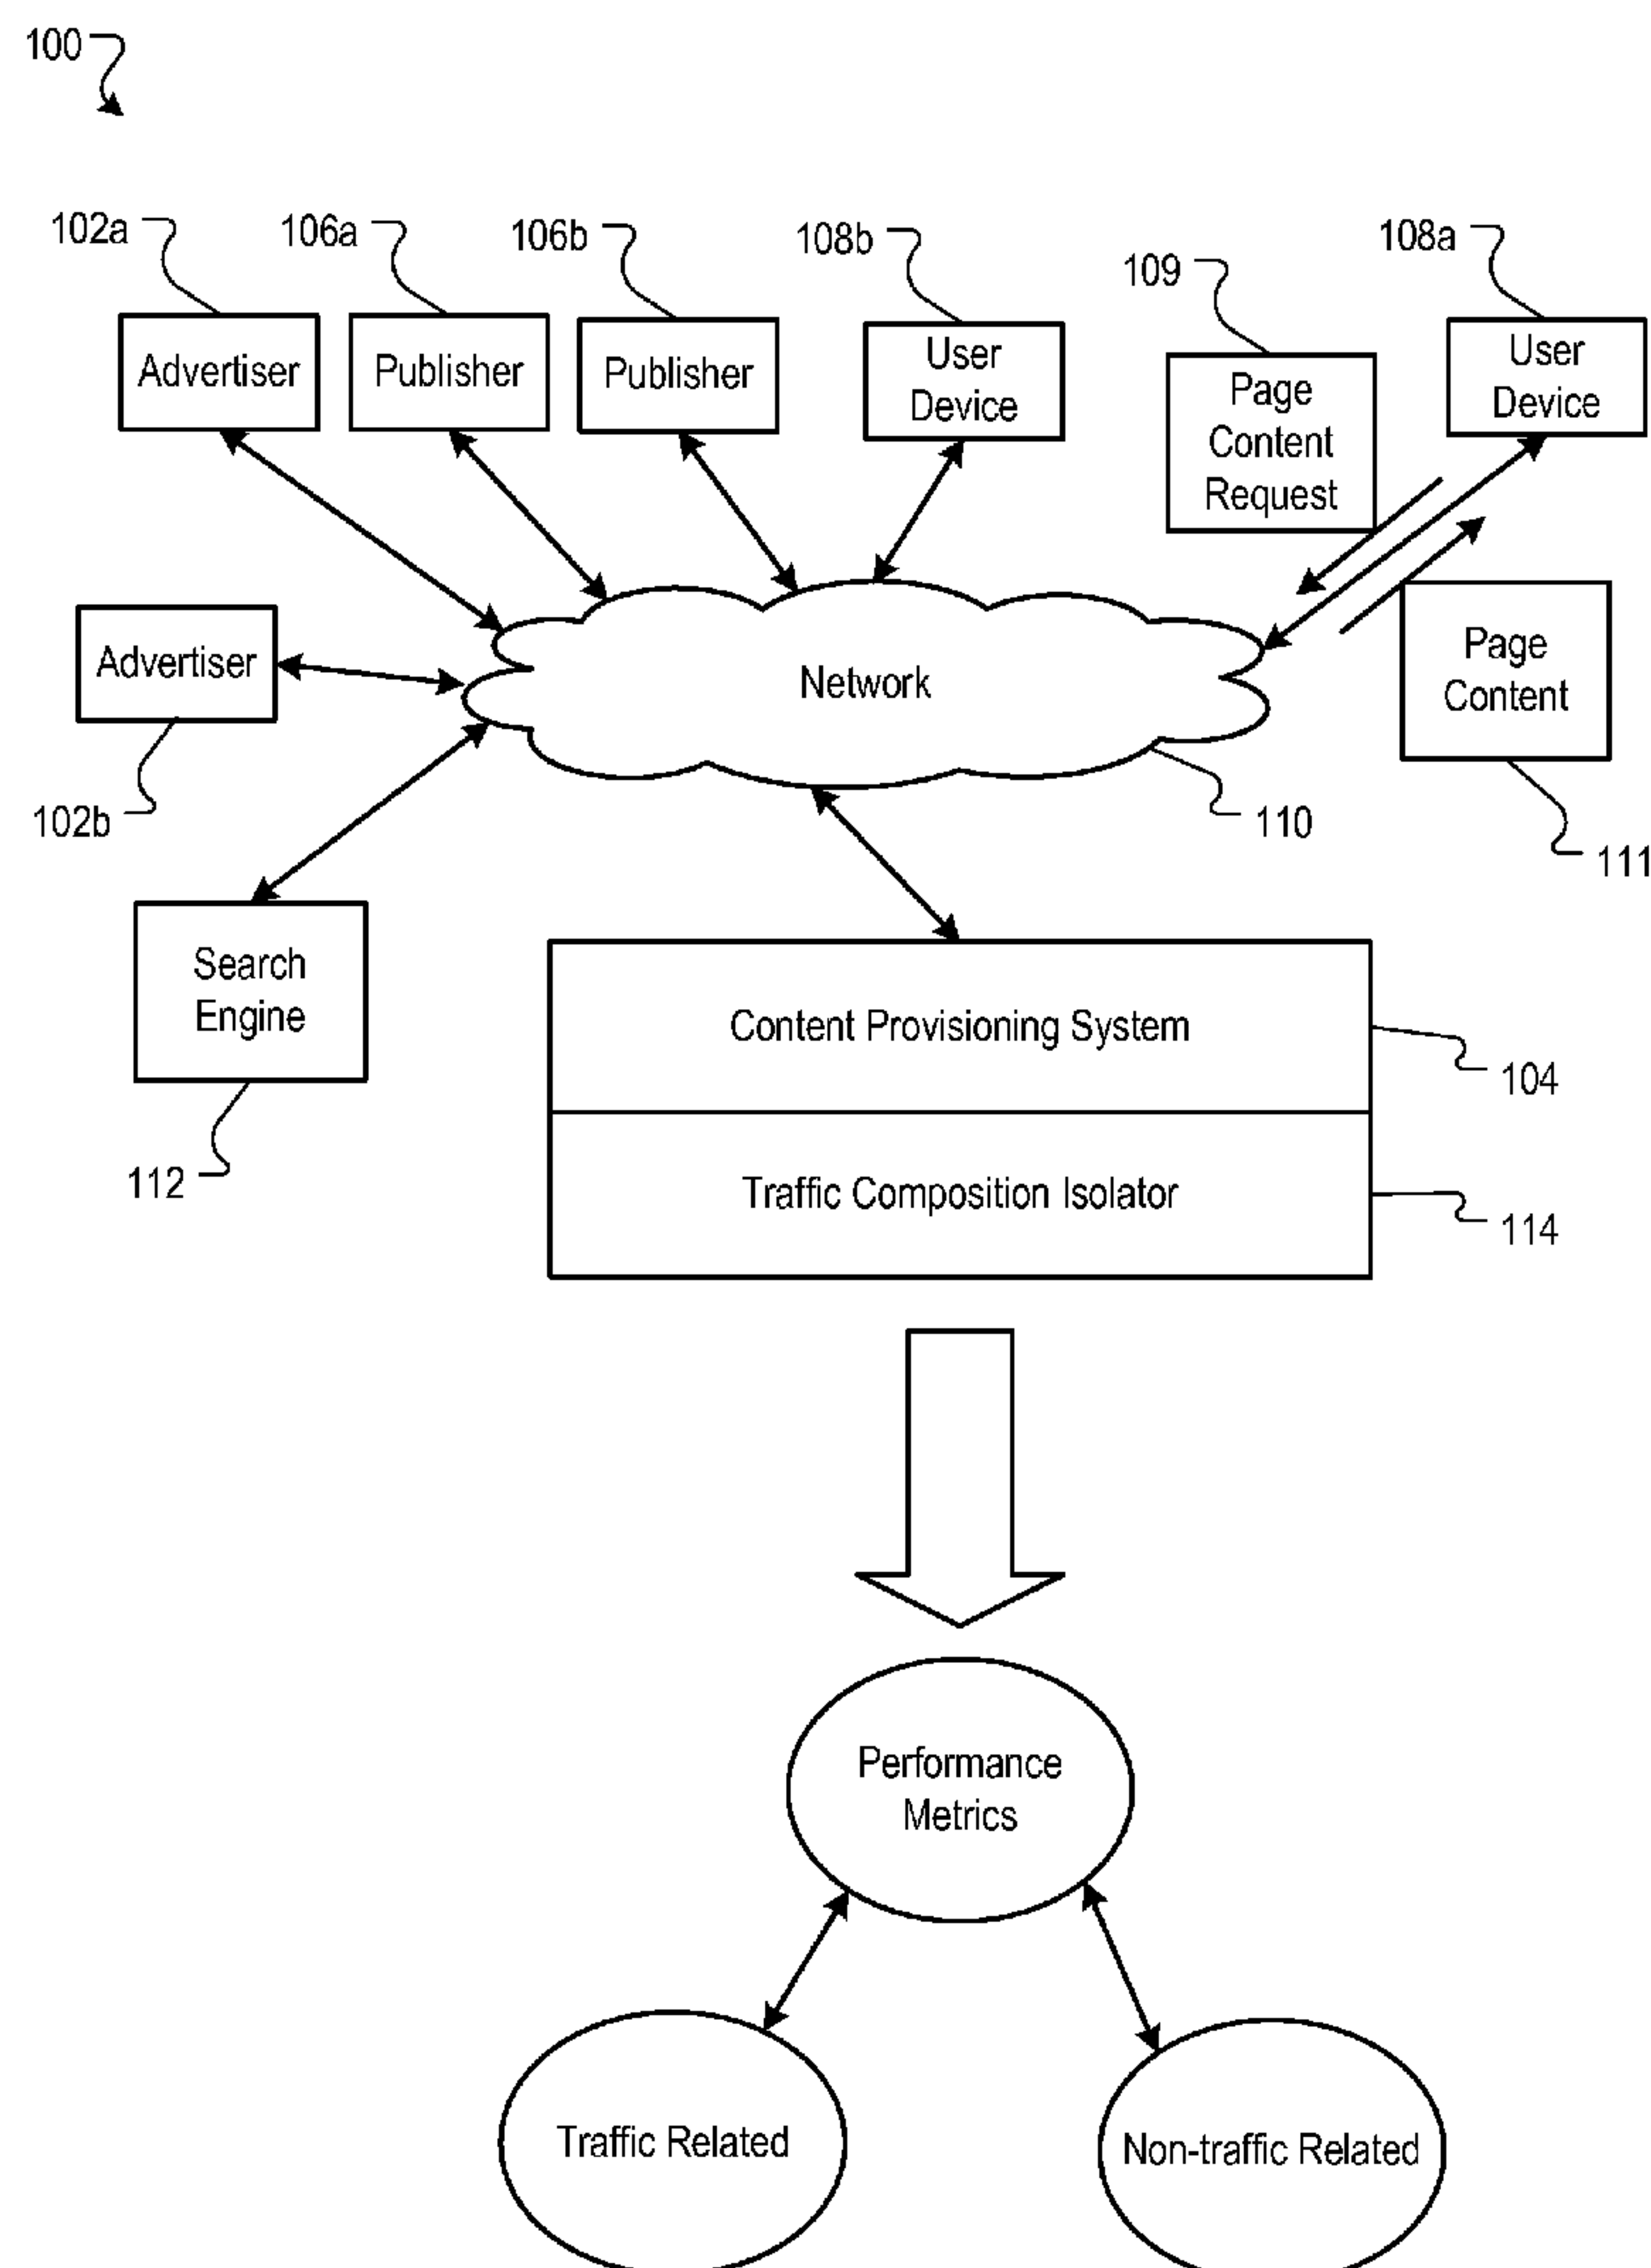 100
102a
106a
106b
108b
109
108a
Advertiser
Publisher
Publisher
User
Device
Page
Content
Request
User
Device
Advertiser
102b
Network
110
Page
Content
111
Search
Engine
112
Content Provisioning System
104
Traffic Composition Isolator
114
Performance
Metrics
Traffic Related
Non-traffic Related